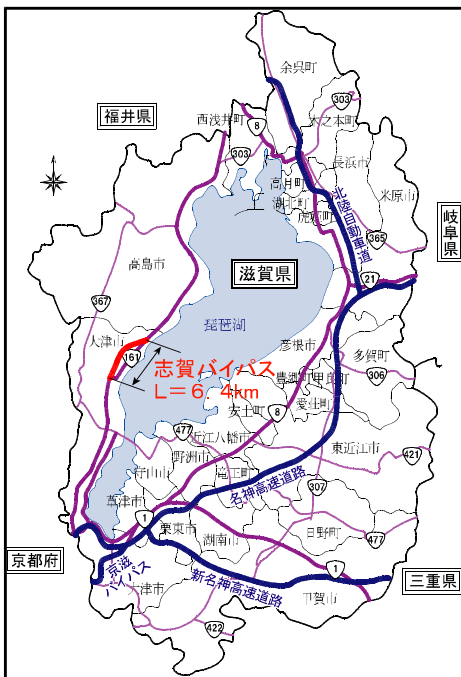 余呉町
303
木之本町
西浅井町
8
福井県
303
長浜市
高月町
湖北町
虎姫町
米原市
北陸自動車道
岐阜県
365
高島市
滋賀県
21
367
琵琶湖
大津市
161
彦根市
多賀町
志賀バイパス
L=6.4km
豊郷町
甲良町
306
愛荘町
安土町
8
477
近江八幡市
東近江市
421
野洲市
守山市
竜王町
名神高速道路
307
草津市
1
栗東市
湖南市
日野町
477
京都府
京滋
バイパス
大津市
新名神高速道路
1
甲賀市
三重県
422